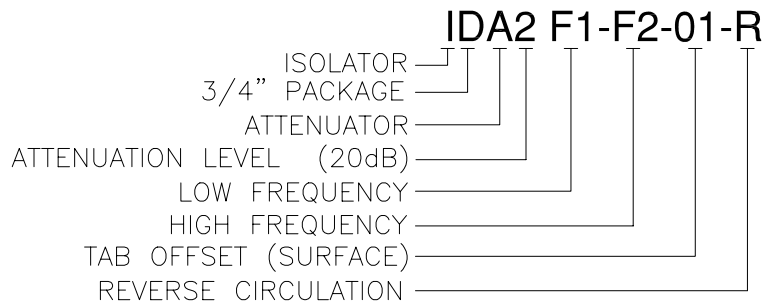 IDA2 F1-F2-01-R
ISOLATOR
3/4" PACKAGE
ATTENUATOR
ATTENUATION LEVEL (20dB)
LOW FREQUENCY
HIGH FREQUENCY
TAB OFFSET (SURFACE)
REVERSE CIRCULATION